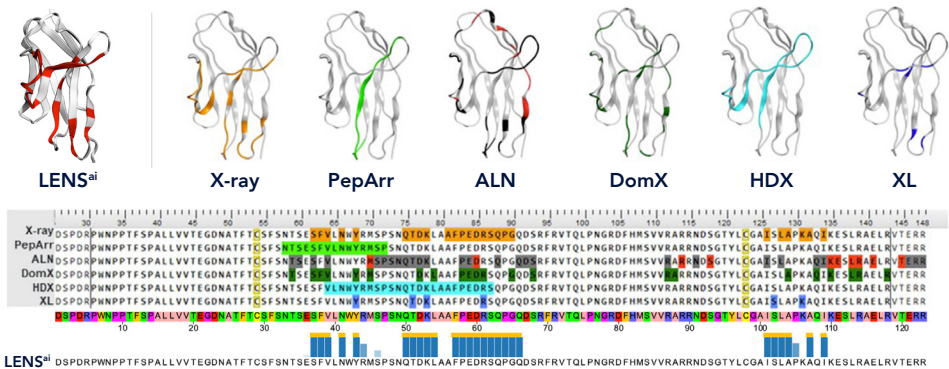 LENSai
X-ray
PepArr
ALN
DomX
HDX
XL
30 35 40 45 50 55 60 65 70 75 80 85 90 95 100 105 110 115 120 125 130 135 140 148
X-ray DSPDRPWNPPTFSPALLVVTEGDNATFTCSFSNTSESFVLNWYRMSPSNQTDKLAAFPEDRSQPGQDSRFRVTQLPNGRDFHMSVVRARRNDSGTYLCGAISLAPKAQIKESLRAELRVTERR
PepArr DSPDRPWNPPTFSPALLVVTEGDNATFTCSFSNTSESFVLNWYRMSPSNQTDKLAAFPEDRSQPGQDSRFRVTQLPNGRDFHMSVVRARRNDSGTYLCGAISLAPKAQIKESLRAELRVTERR
ALN DSPDRPWNPPTFSPALLVVTEGDNATFTCSFSNTSESFVLNWYRMSPSNQTDKLAAFPEDRSQPGQDSRFRVTQLPNGRDFHMSVVRARRNDSGTYLCGAISLAPKAQIKESLRAELRVTERR
DomX DSPDRPWNPPTFSPALLVVTEGDNATFTCSFSNTSESFVLNWYRMSPSNQTDKLAAFPEDRSQPGQDSRFRVTQLPNGRDFHMSVVRARRNDSGTYLCGAISLAPKAQIKESLRAELRVTERR
HDX DSPDRPWNPPTFSPALLVVTEGDNATFTCSFSNTSESFVLNWYRMSPSNQTDKLAAFPEDRSQPGQDSRFRVTQLPNGRDFHMSVVRARRNDSGTYLCGAISLAPKAQIKESLRAELRVTERR
XL DSPDRPWNPPTFSPALLVVTEGDNATFTCSFSNTSESFVLNWYRMSPSNQTDKLAAFPEDRSQPGQDSRFRVTQLPNGRDFHMSVVRARRNDSGTYLCGAISLAPKAQIKESLRAELRVTERR
DSPDRPWNPPTFSPALLVVTEGDNATFTCSFSNTSESFVLNWYRMSPSNQTDKLAAFPEDRSQPGQDSRFRVTQLPNGRDFHMSVVRARRNDSGTYLCGAISLAPKAQIKESLRAELRVTERR
10 20 30 40 50 60 70 80 90 100 110 120
LENSai DSPDRPWNPPTFSPALLVVTEGDNATFTCSFSNTSESFVLNWYRMSPSNQTDKLAAFPEDRSQPGQDSRFRVTQLPNGRDFHMSVVRARRNDSGTYLCGAISLAPKAQIKESLRAELRVTERR